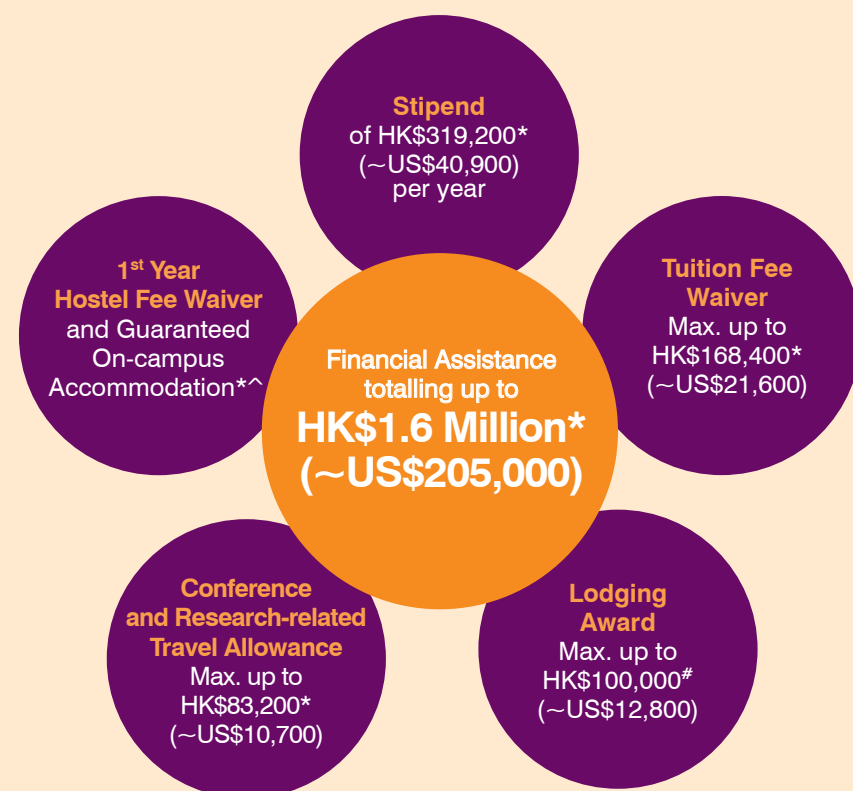 Stipend
of HK$319,200*
(~US$40,900)
per year
1st Year
Hostel Fee Waiver
and Guaranteed
On-campus
Accommodation*^
Tuition Fee
Waiver
Max. up to
HK$168,400*
(~US$21,600)
Financial Assistance
totalling up to
HK$1.6 Million*
(~US$205,000)
Conference
and Research-related
Travel Allowance
Max. up to
HK$83,200*
(~US$10,700)
Lodging
Award
Max. up to
HK$100,000#
(~US$12,800)